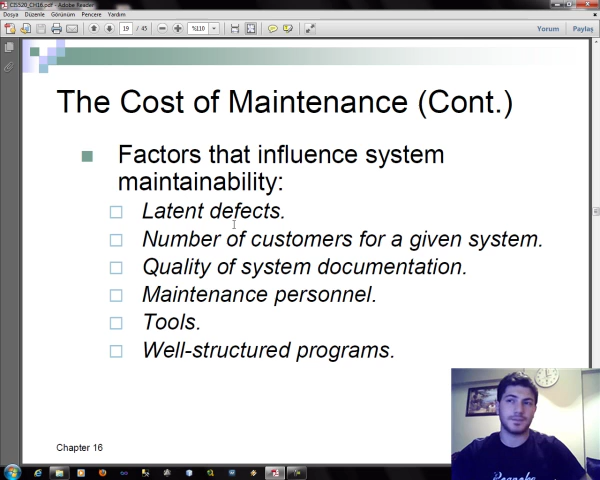 CIS520_CH16.pdf - Adobe Reader
Dosya Düzenle Görünüm Pencere Yardım
19 / 45 %110 Yorum Paylaş
The Cost of Maintenance (Cont.)
Factors that influence system
maintainability:
Latent defects.
Number of customers for a given system.
Quality of system documentation.
Maintenance personnel.
Tools.
Well-structured programs.
Chapter 16